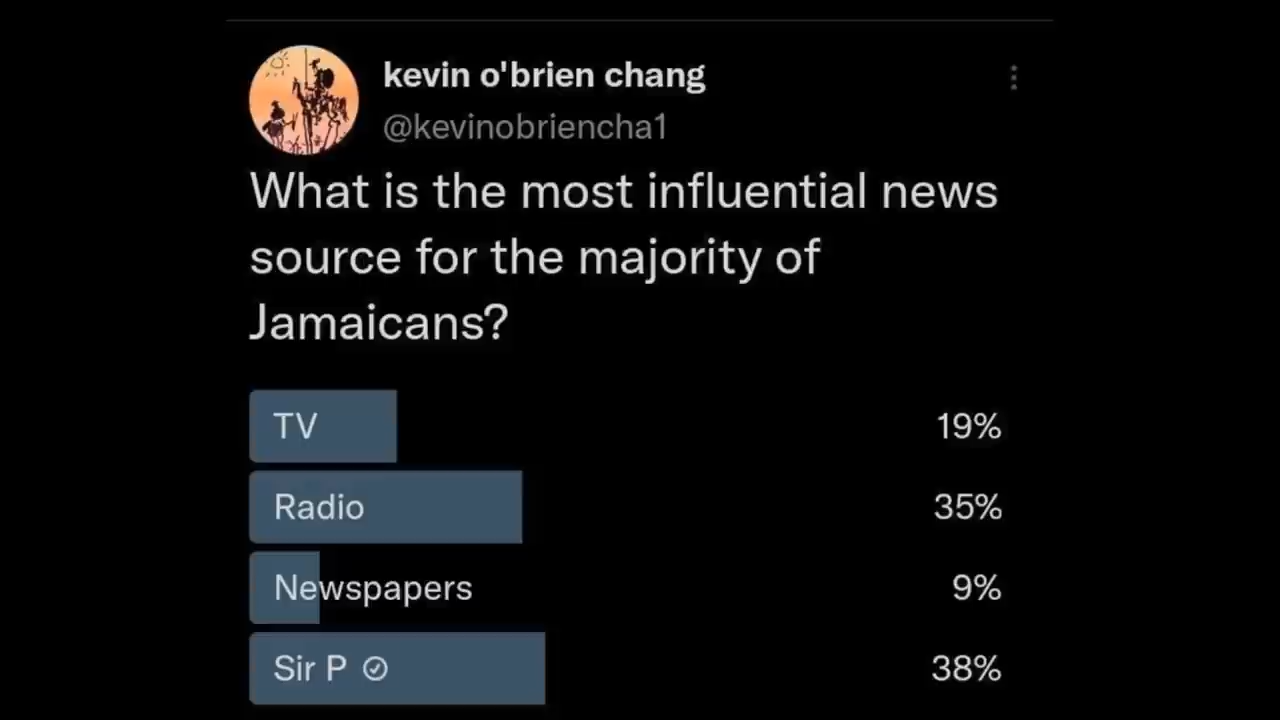 kevin o'brien chang
@kevinobriencha1
What is the most influential news
source for the majority of
Jamaicans?
TV 19%
Radio 35%
Newspapers 9%
Sir P 38%